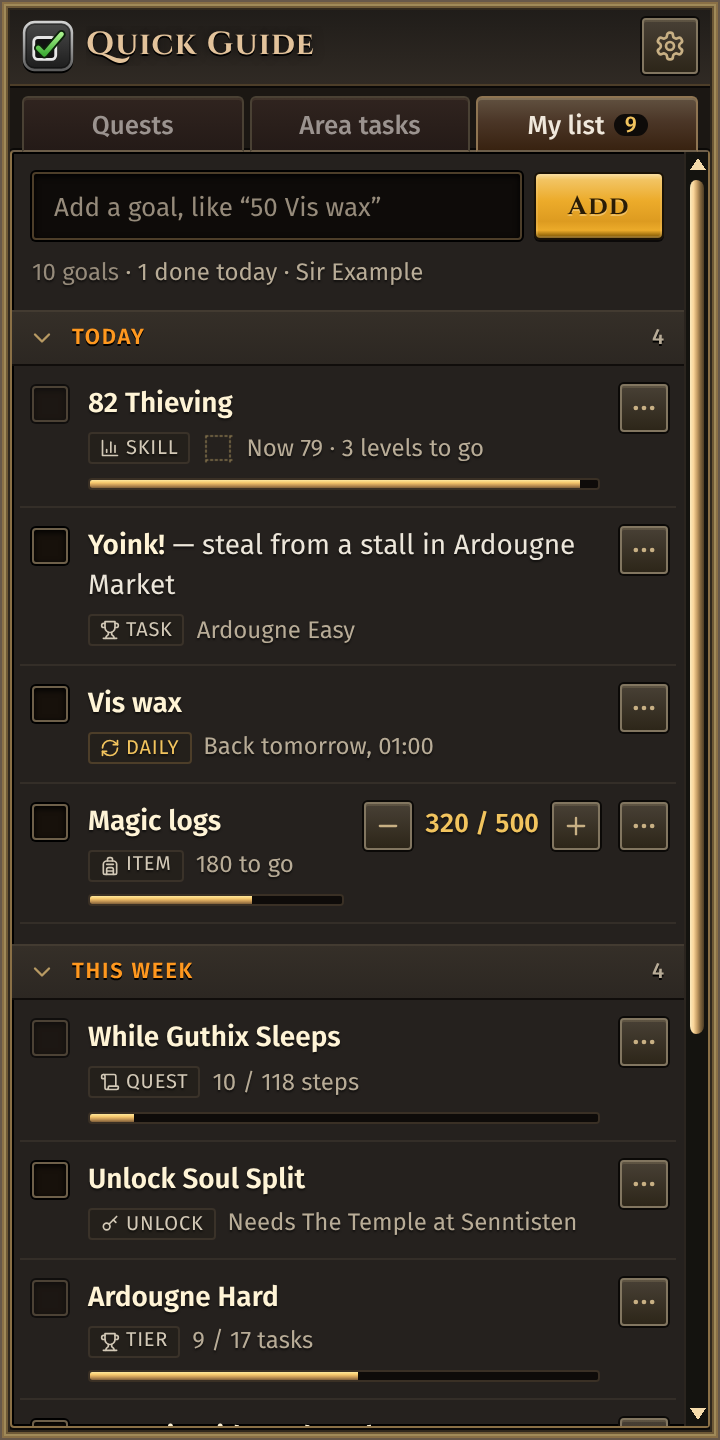 Quick Guide
Quests
Area tasks
My list 9
Add a goal, like “50 Vis wax”
Add
10 goals · 1 done today · Sir Example
TODAY 4
82 Thieving
SKILL Now 79 · 3 levels to go
Yoink! — steal from a stall in Ardougne
Market
TASK Ardougne Easy
Vis wax
DAILY Back tomorrow, 01:00
Magic logs 320 / 500
ITEM 180 to go
THIS WEEK 4
While Guthix Sleeps
QUEST 10 / 118 steps
Unlock Soul Split
UNLOCK Needs The Temple at Senntisten
Ardougne Hard
TIER 9 / 17 tasks